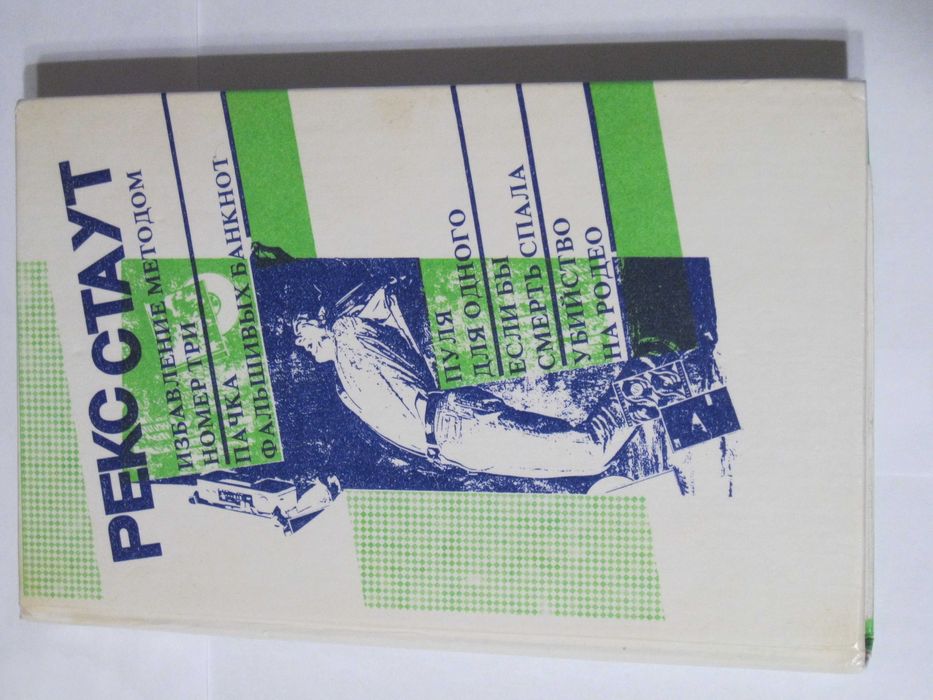 РЕКС СТАУТ
ИЗБАВЛЕНИЕ МЕТОДОМ
НОМЕР ТРИ
ПАЧКА
ФАЛЬШИВЫХ БАНКНОТ
ПУЛЯ
ДЛЯ ОДНОГО
ЕСЛИ БЫ
СМЕРТЬ СПАЛА
УБИЙСТВО
НА РОДЕО